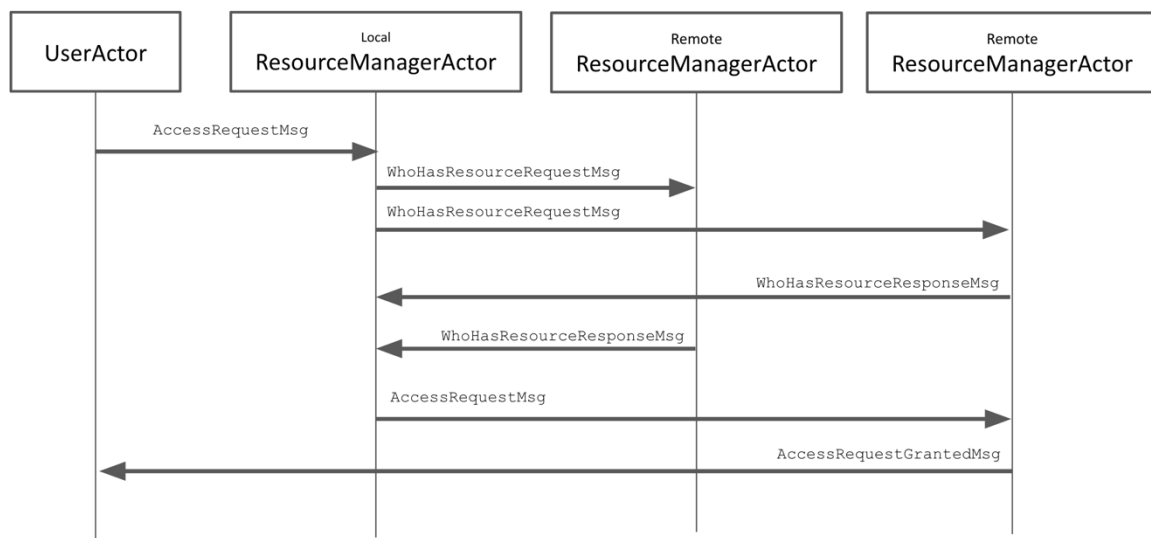 UserActor
Local
ResourceManagerActor
Remote
ResourceManagerActor
Remote
ResourceManagerActor
AccessRequestMsg
WhoHasResourceRequestMsg
WhoHasResourceRequestMsg
WhoHasResourceResponseMsg
WhoHasResourceResponseMsg
AccessRequestMsg
AccessRequestGrantedMsg